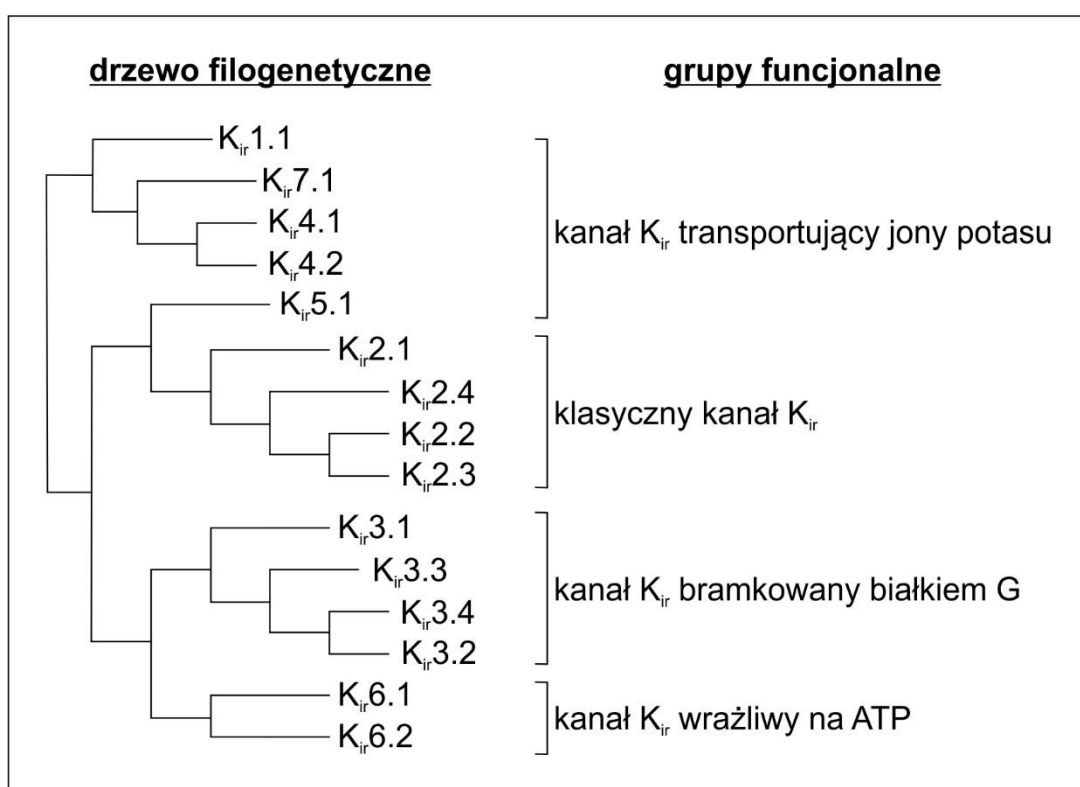 drzewo filogenetyczne
grupy funcjonalne
Kir1.1
Kir7.1
Kir4.1
Kir4.2
Kir5.1
kanał Kir transportujący jony potasu
Kir2.1
Kir2.4
Kir2.2
Kir2.3
klasyczny kanał Kir
Kir3.1
Kir3.3
Kir3.4
Kir3.2
kanał Kir bramkowany białkiem G
Kir6.1
Kir6.2
kanał Kir wrażliwy na ATP